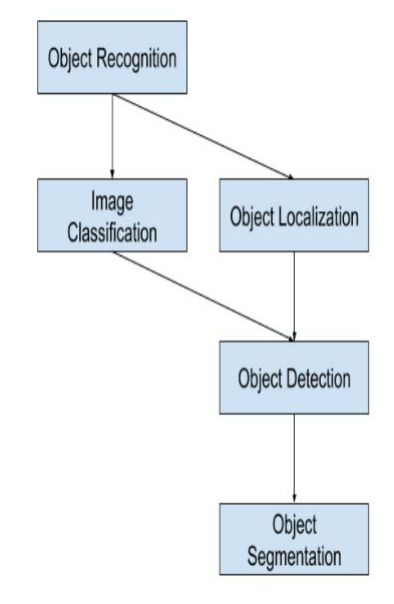 Object Recognition
Image
Classification
Object Localization
Object Detection
Object
Segmentation